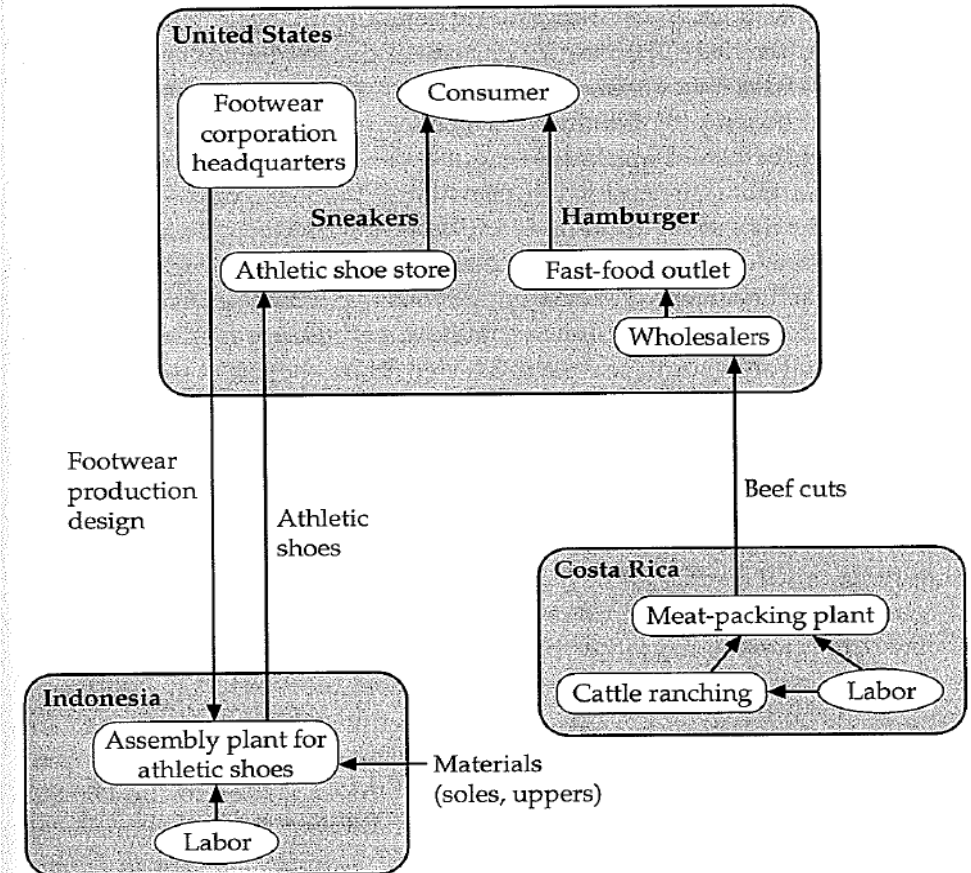 United States
Footwear
corporation
headquarters
Consumer
Sneakers
Hamburger
Athletic shoe store
Fast-food outlet
Wholesalers
Footwear
production
design
Athletic
shoes
Beef cuts
Costa Rica
Meat-packing plant
Cattle ranching
Labor
Indonesia
Assembly plant for
athletic shoes
Materials
(soles, uppers)
Labor